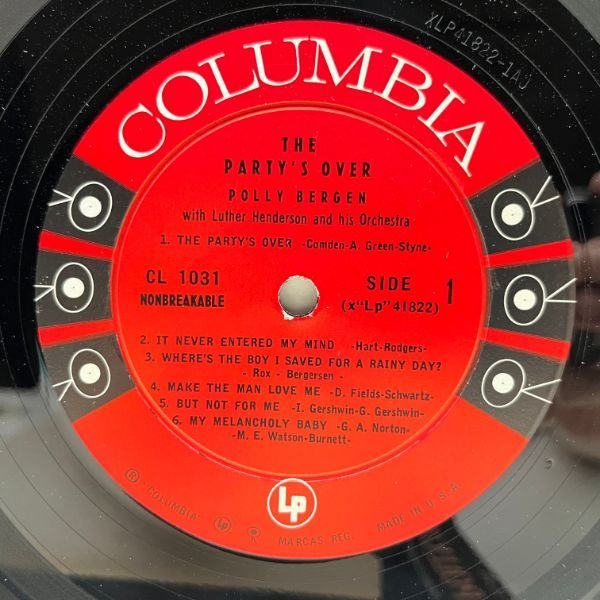 XLP41822-1AJ
COLUMBIA
THE
PARTY'S OVER
POLLY BERGEN
with Luther Henderson and his Orchestra
1. THE PARTY'S OVER -Comden-A. Green-Styne-
CL 1031
NONBREAKABLE
SIDE 1
(x"Lp"41822)
2. IT NEVER ENTERED MY MIND -Hart-Rodgers-
3. WHERE'S THE BOY I SAVED FOR A RAINY DAY?
- Rox - Bergersen -
4. MAKE THE MAN LOVE ME -D. Fields-Schwartz-
5. BUT NOT FOR ME -I. Gershwin-G. Gershwin-
6. MY MELANCHOLY BABY -G. A. Norton-
-M. E. Watson-Burnett-
Lp
® "COLUMBIA" Lp MARCAS REG. MADE IN U.S.A.